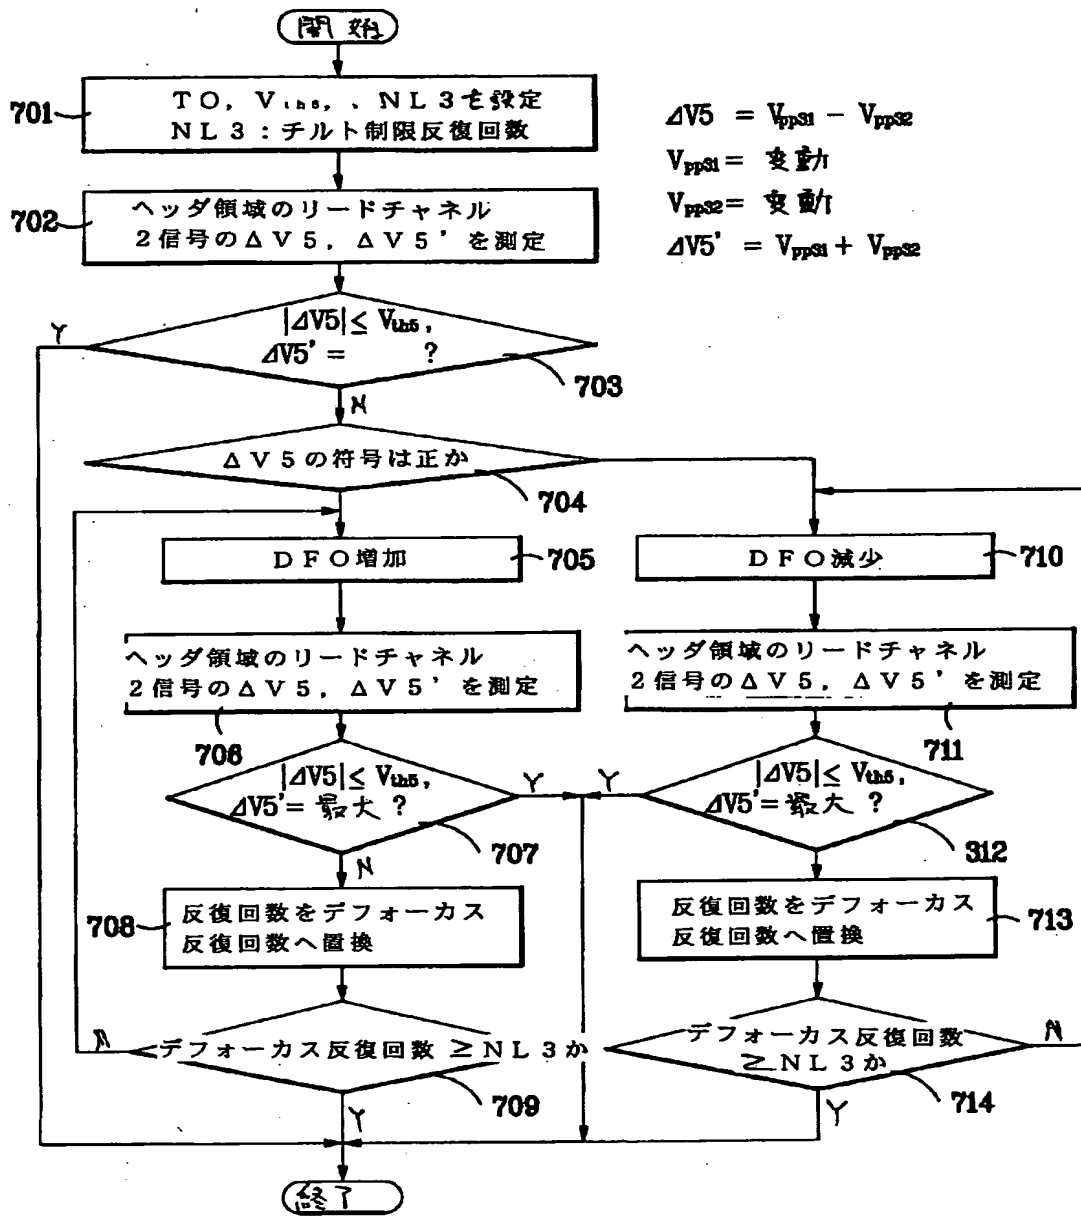 開始
701
TO, Vth5, 、NL3を設定
NL3:チルト制限反復回数
ΔV5 = Vpp31 − Vpp32
Vpp31= 変動
Vpp32= 変動
ΔV5' = Vpp31 + Vpp32
702
ヘッダ領域のリードチャネル
2信号のΔV5, ΔV5'を測定
Y
|ΔV5|≤ Vth5,
ΔV5' = ?
703
N
ΔV5の符号は正か
704
DFO増加
705
DFO減少
710
ヘッダ領域のリードチャネル
2信号のΔV5, ΔV5'を測定
706
ヘッダ領域のリードチャネル
2信号のΔV5, ΔV5'を測定
711
|ΔV5|≤ Vth5,
ΔV5'= 最大 ?
Y
707
N
Y
|ΔV5|≤ Vth5,
ΔV5'= 最大 ?
312
708
反復回数をデフォーカス
反復回数へ置換
反復回数をデフォーカス
反復回数へ置換
713
N
デフォーカス反復回数 ≥NL3か
709
Y
デフォーカス反復回数
≥NL3か
N
714
Y
終了